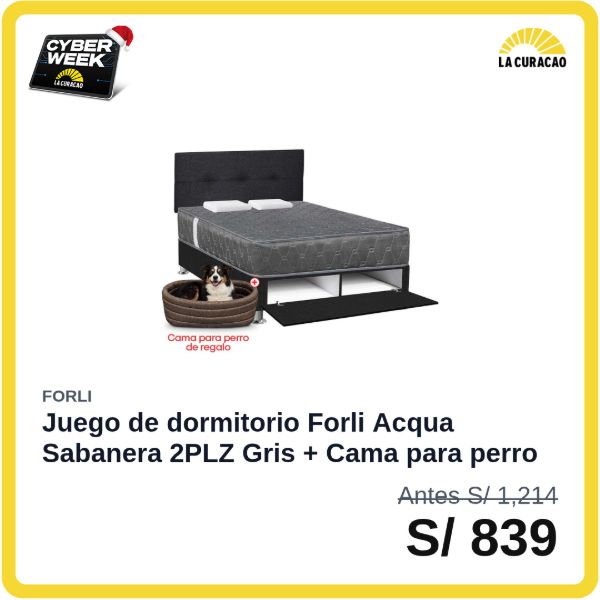 CYBER
WEEK
LA CURACAO
LA CURACAO
Cama para perro
de regalo
FORLI
Juego de dormitorio Forli Acqua
Sabanera 2PLZ Gris + Cama para perro
Antes S/ 1,214
S/ 839